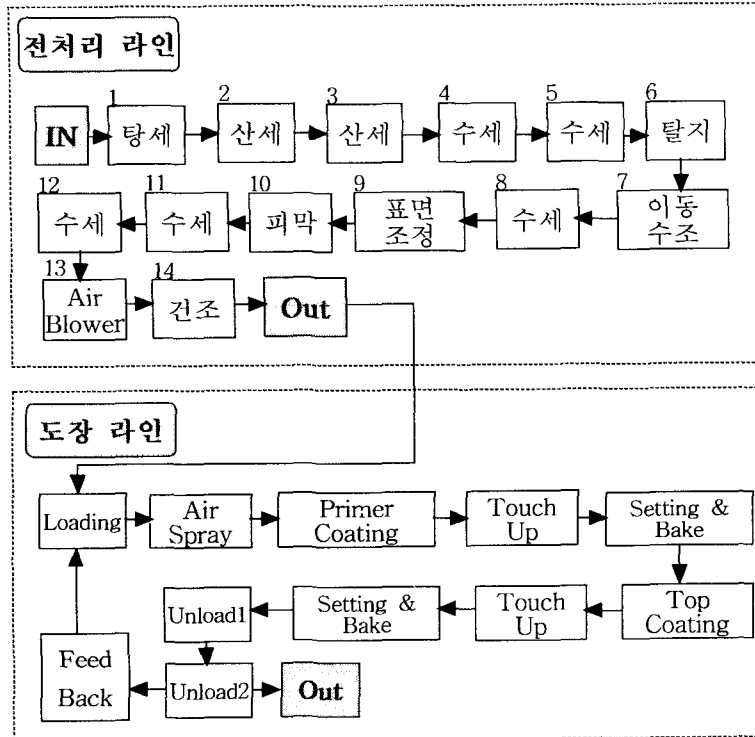 전처리 라인
1 2 3 4 5 6
IN 탕세 산세 산세 수세 수세 탈지
12 11 10 9 8 7
수세 수세 피막 표면 조정 수세 이동 수조
13 14
Air Blower 건조 Out
도장 라인
Loading Air Spray Primer Coating Touch Up Setting & Bake
Unload1 Setting & Bake Touch Up Top Coating
Feed Back Unload2 Out